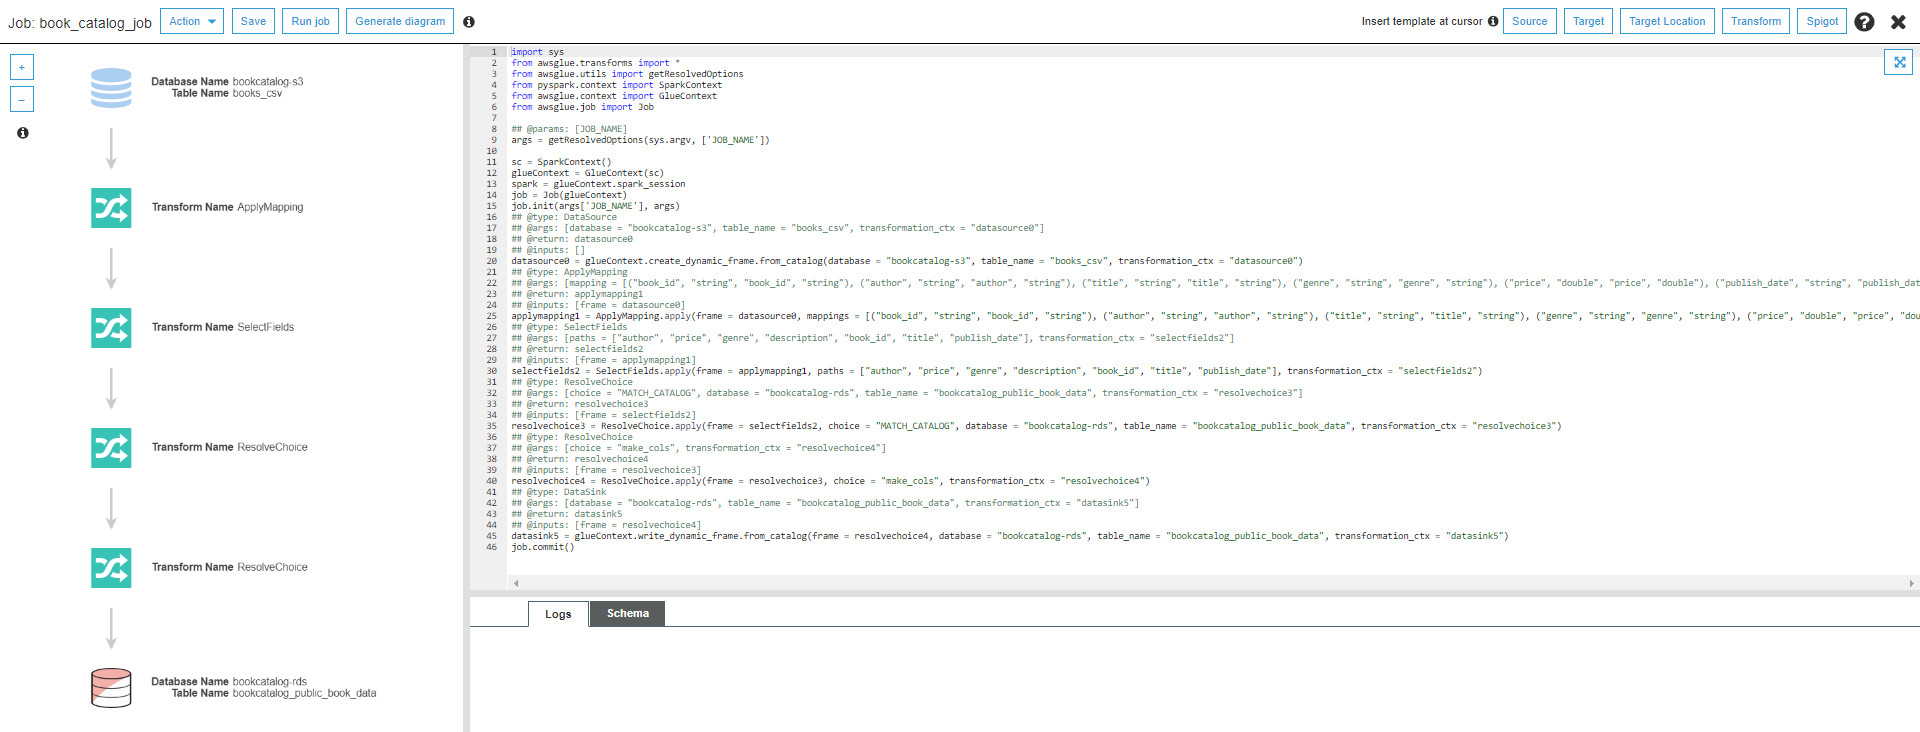 Job: book_catalog_job Action Save Run job Generate diagram Insert template at cursor Source Target Target Location Transform Spigot
+
–
Database Name bookcatalog-s3
Table Name books_csv
Transform Name ApplyMapping
Transform Name SelectFields
Transform Name ResolveChoice
Transform Name ResolveChoice
Database Name bookcatalog-rds
Table Name bookcatalog_public_book_data
1 import sys
2 from awsglue.transforms import *
3 from awsglue.utils import getResolvedOptions
4 from pyspark.context import SparkContext
5 from awsglue.context import GlueContext
6 from awsglue.job import Job
7
8 ## @params: [JOB_NAME]
9 args = getResolvedOptions(sys.argv, ['JOB_NAME'])
10
11 sc = SparkContext()
12 glueContext = GlueContext(sc)
13 spark = glueContext.spark_session
14 job = Job(glueContext)
15 job.init(args['JOB_NAME'], args)
16 ## @type: DataSource
17 ## @args: [database = "bookcatalog-s3", table_name = "books_csv", transformation_ctx = "datasource0"]
18 ## @return: datasource0
19 ## @inputs: []
20 datasource0 = glueContext.create_dynamic_frame.from_catalog(database = "bookcatalog-s3", table_name = "books_csv", transformation_ctx = "datasource0")
21 ## @type: ApplyMapping
22 ## @args: [mapping = [("book_id", "string", "book_id", "string"), ("author", "string", "author", "string"), ("title", "string", "title", "string"), ("genre", "string", "genre", "string"), ("price", "double", "price", "double"), ("publish_date", "string", "publish_dat
23 ## @return: applymapping1
24 ## @inputs: [frame = datasource0]
25 applymapping1 = ApplyMapping.apply(frame = datasource0, mappings = [("book_id", "string", "book_id", "string"), ("author", "string", "author", "string"), ("title", "string", "title", "string"), ("genre", "string", "genre", "string"), ("price", "double", "price", "dou
26 ## @type: SelectFields
27 ## @args: [paths = ["author", "price", "genre", "description", "book_id", "title", "publish_date"], transformation_ctx = "selectfields2"]
28 ## @return: selectfields2
29 ## @inputs: [frame = applymapping1]
30 selectfields2 = SelectFields.apply(frame = applymapping1, paths = ["author", "price", "genre", "description", "book_id", "title", "publish_date"], transformation_ctx = "selectfields2")
31 ## @type: ResolveChoice
32 ## @args: [choice = "MATCH_CATALOG", database = "bookcatalog-rds", table_name = "bookcatalog_public_book_data", transformation_ctx = "resolvechoice3"]
33 ## @return: resolvechoice3
34 ## @inputs: [frame = selectfields2]
35 resolvechoice3 = ResolveChoice.apply(frame = selectfields2, choice = "MATCH_CATALOG", database = "bookcatalog-rds", table_name = "bookcatalog_public_book_data", transformation_ctx = "resolvechoice3")
36 ## @type: ResolveChoice
37 ## @args: [choice = "make_cols", transformation_ctx = "resolvechoice4"]
38 ## @return: resolvechoice4
39 ## @inputs: [frame = resolvechoice3]
40 resolvechoice4 = ResolveChoice.apply(frame = resolvechoice3, choice = "make_cols", transformation_ctx = "resolvechoice4")
41 ## @type: DataSink
42 ## @args: [database = "bookcatalog-rds", table_name = "bookcatalog_public_book_data", transformation_ctx = "datasink5"]
43 ## @return: datasink5
44 ## @inputs: [frame = resolvechoice4]
45 datasink5 = glueContext.write_dynamic_frame.from_catalog(frame = resolvechoice4, database = "bookcatalog-rds", table_name = "bookcatalog_public_book_data", transformation_ctx = "datasink5")
46 job.commit()
Logs Schema